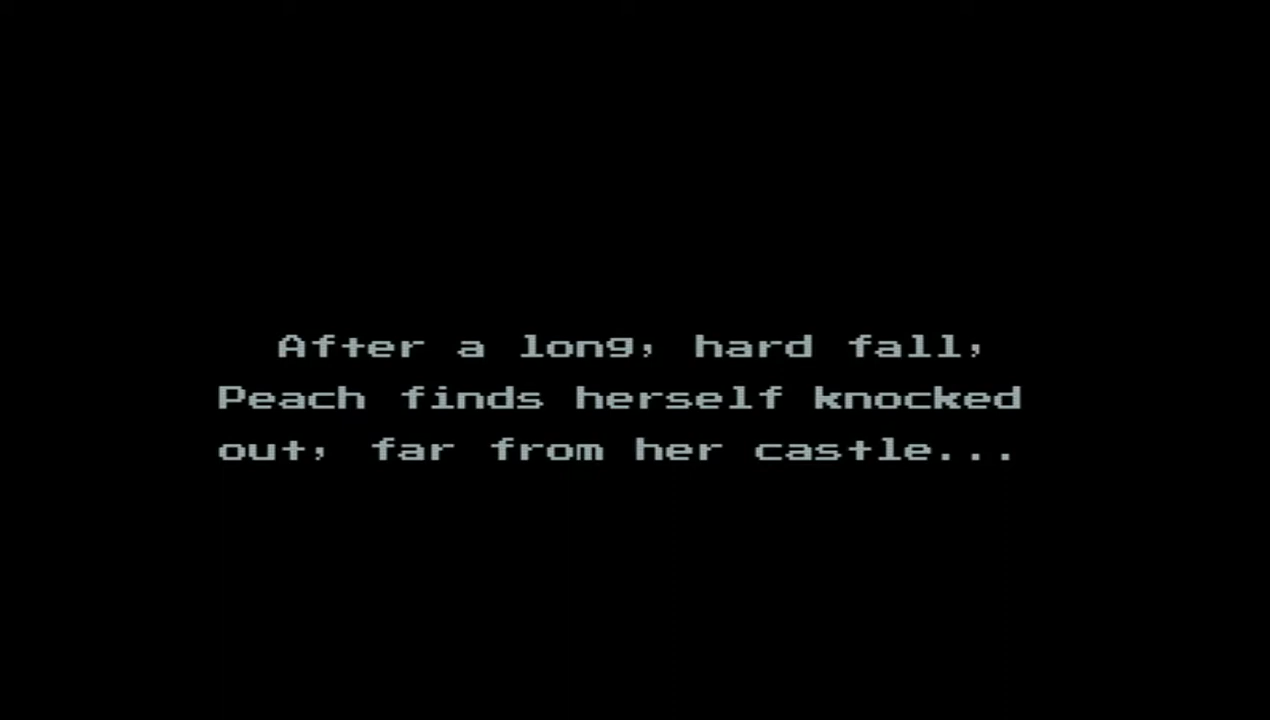 After a long, hard fall,
Peach finds herself knocked
out, far from her castle...